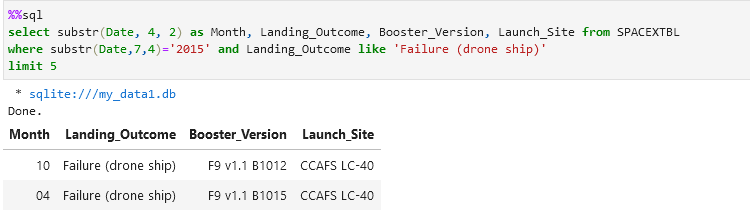 %%sql
select substr(Date, 4, 2) as Month, Landing_Outcome, Booster_Version, Launch_Site from SPACEXTBL
where substr(Date,7,4)='2015' and Landing_Outcome like 'Failure (drone ship)'
limit 5
* sqlite:///my_data1.db
Done.
Month Landing_Outcome Booster_Version Launch_Site
10 Failure (drone ship) F9 v1.1 B1012 CCAFS LC-40
04 Failure (drone ship) F9 v1.1 B1015 CCAFS LC-40